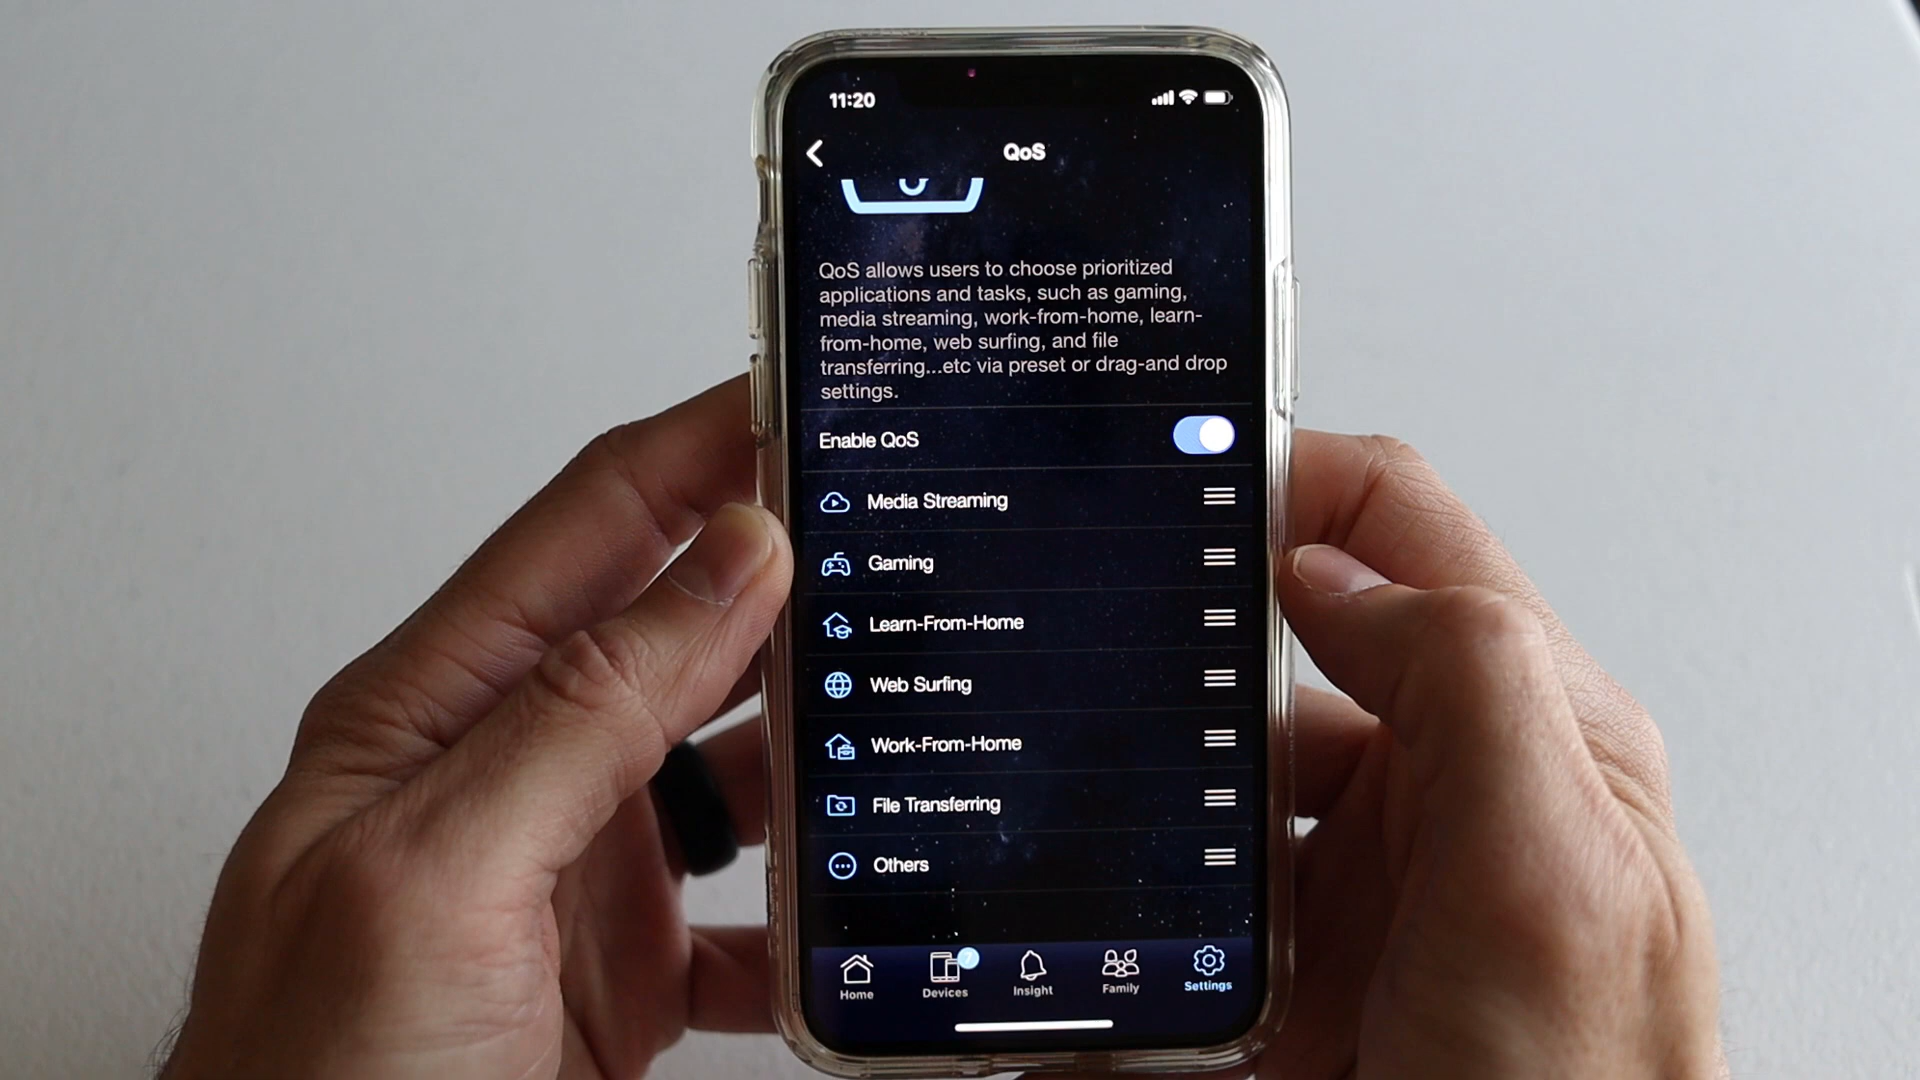 11:20
QoS
QoS allows users to choose prioritized
applications and tasks, such as gaming,
media streaming, work-from-home, learn-
from-home, web surfing, and file
transferring...etc via preset or drag-and drop
settings.
Enable QoS
Media Streaming
Gaming
Learn-From-Home
Web Surfing
Work-From-Home
File Transferring
Others
7
Home
Devices
Insight
Family
Settings